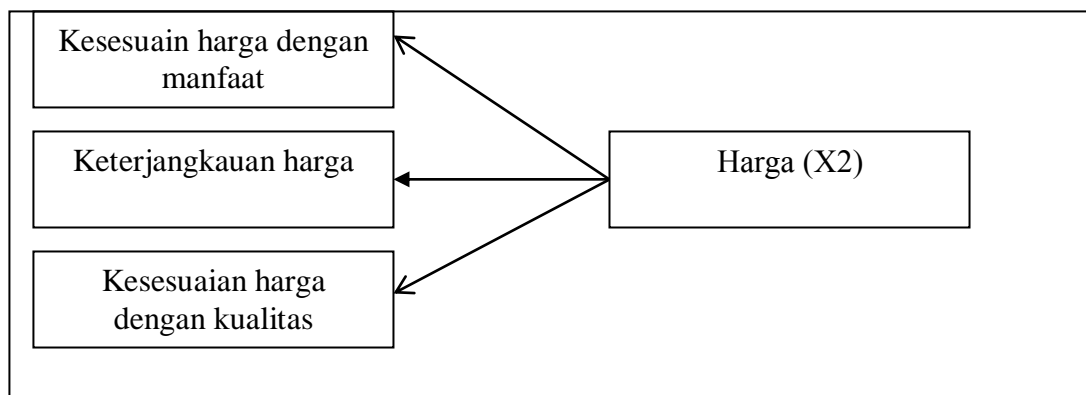 Kesesuain harga dengan
manfaat
Keterjangkauan harga
Harga (X2)
Kesesuaian harga
dengan kualitas